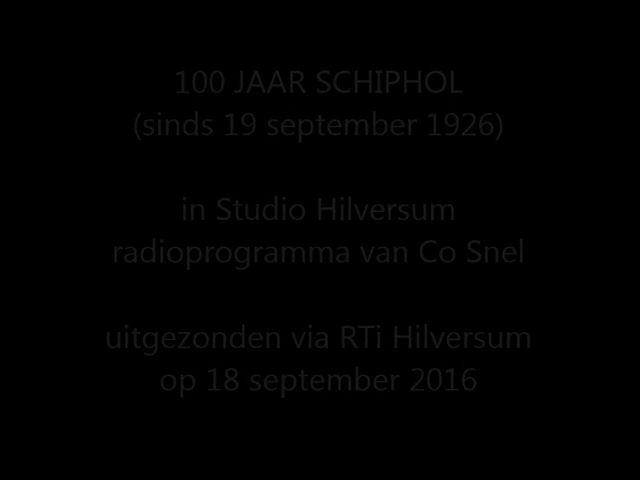 100 JAAR SCHIPHOL
(sinds 19 september 1926)
in Studio Hilversum
radioprogramma van Co Snel
uitgezonden via RTi Hilversum
op 18 september 2016